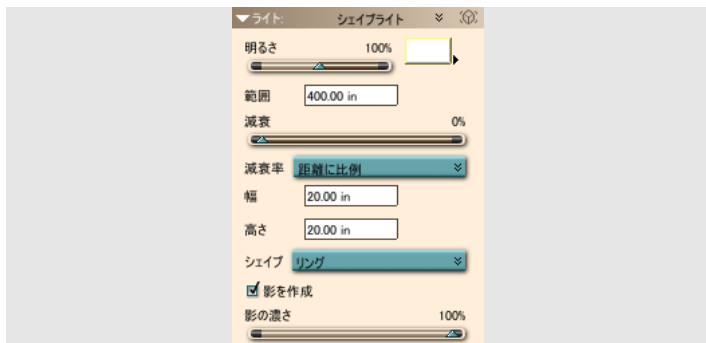 ライト: シェイプライト
明るさ 100%
範囲 400.00 in
減衰 0%
減衰率 距離に比例
幅 20.00 in
高さ 20.00 in
シェイプ リング
影を作成
影の濃さ 100%